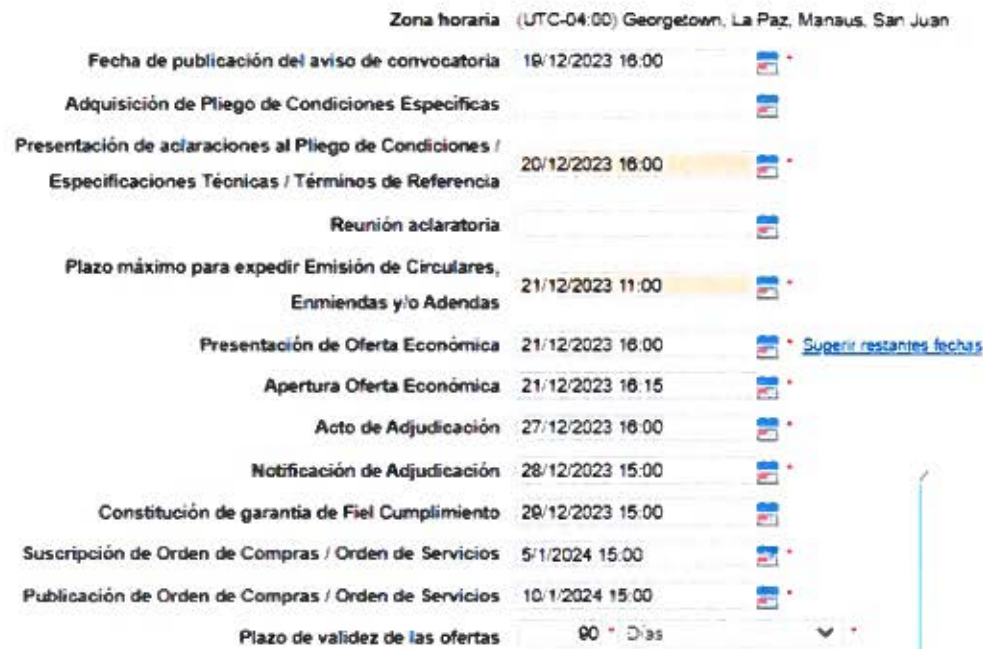 Zona horaria (UTC-04:00) Georgetown, La Paz, Manaus, San Juan
Fecha de publicación del aviso de convocatoria 19/12/2023 16:00 *
Adquisición de Pliego de Condiciones Específicas
Presentación de aclaraciones al Pliego de Condiciones /
Especificaciones Técnicas / Términos de Referencia 20/12/2023 16:00 *
Reunión aclaratoria
Plazo máximo para expedir Emisión de Circulares,
Enmiendas y/o Adendas 21/12/2023 11:00 *
Presentación de Oferta Económica 21/12/2023 16:00 * Sugerir restantes fechas
Apertura Oferta Económica 21/12/2023 16:15 *
Acto de Adjudicación 27/12/2023 16:00 *
Notificación de Adjudicación 28/12/2023 15:00 *
Constitución de garantía de Fiel Cumplimiento 29/12/2023 15:00
Suscripción de Orden de Compras / Orden de Servicios 5/1/2024 15:00 *
Publicación de Orden de Compras / Orden de Servicios 10/1/2024 15:00 *
Plazo de validez de las ofertas 90 * Días *